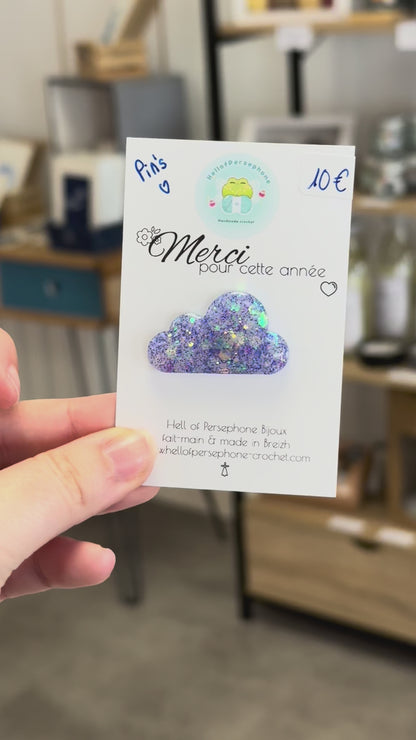 Pin's
HellofPersephone
handmade crochet
10€
Merci
pour cette année
Hell of Persephone Bijoux
fait-main & made in Breizh
w.hellofpersephone-crochet.com